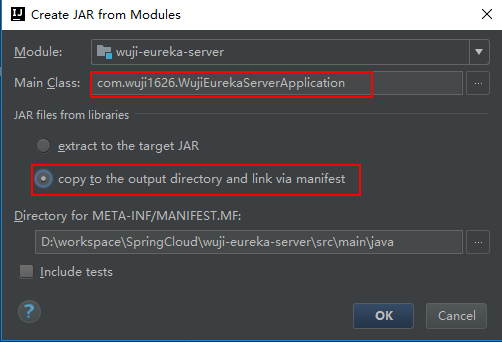 Create JAR from Modules
Module: wuji-eureka-server
Main Class: com.wuji1626.WujiEurekaServerApplication ...
JAR files from libraries
extract to the target JAR
copy to the output directory and link via manifest
Directory for META-INF/MANIFEST.MF:
D:\workspace\SpringCloud\wuji-eureka-server\src\main\java ...
Include tests
? OK Cancel